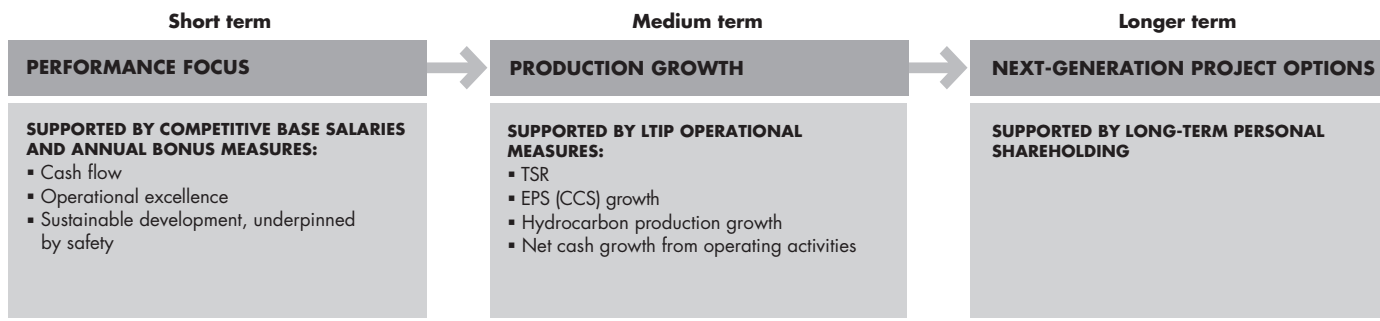 Short term
PERFORMANCE FOCUS
SUPPORTED BY COMPETITIVE BASE SALARIES
AND ANNUAL BONUS MEASURES:
▪ Cash flow
▪ Operational excellence
▪ Sustainable development, underpinned
by safety
Medium term
PRODUCTION GROWTH
SUPPORTED BY LTIP OPERATIONAL
MEASURES:
▪ TSR
▪ EPS (CCS) growth
▪ Hydrocarbon production growth
▪ Net cash growth from operating activities
Longer term
NEXT-GENERATION PROJECT OPTIONS
SUPPORTED BY LONG-TERM PERSONAL
SHAREHOLDING